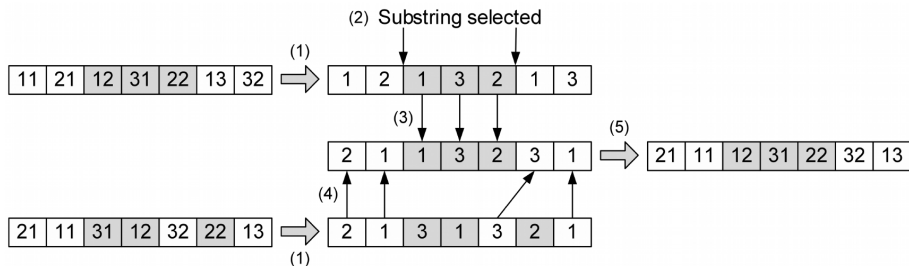 (2) Substring selected
11 21 12 31 22 13 32 (1) 1 2 1 3 2 1 3
(3)
2 1 1 3 2 3 1 (5) 21 11 12 31 22 32 13
(4)
21 11 31 12 32 22 13 (1) 2 1 3 1 3 2 1